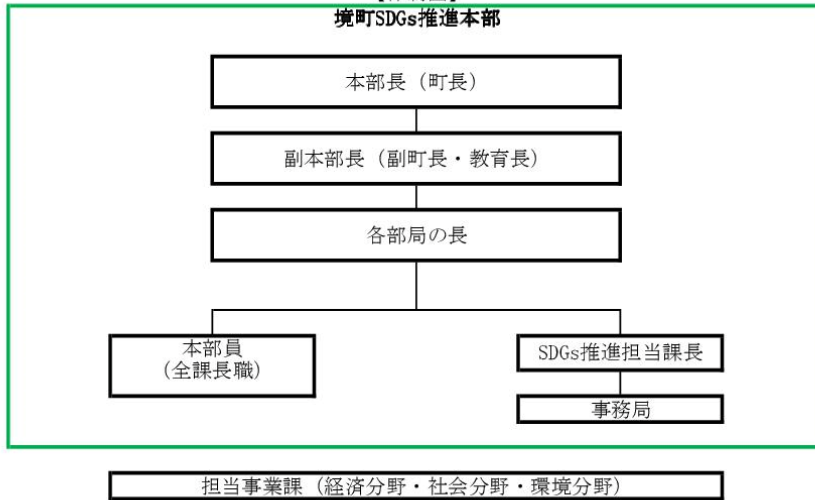 境町SDGs推進本部
本部長（町長）
副本部長（副町長・教育長）
各部局の長
本部員
（全課長職）
SDGs推進担当課長
事務局
担当事業課（経済分野・社会分野・環境分野）